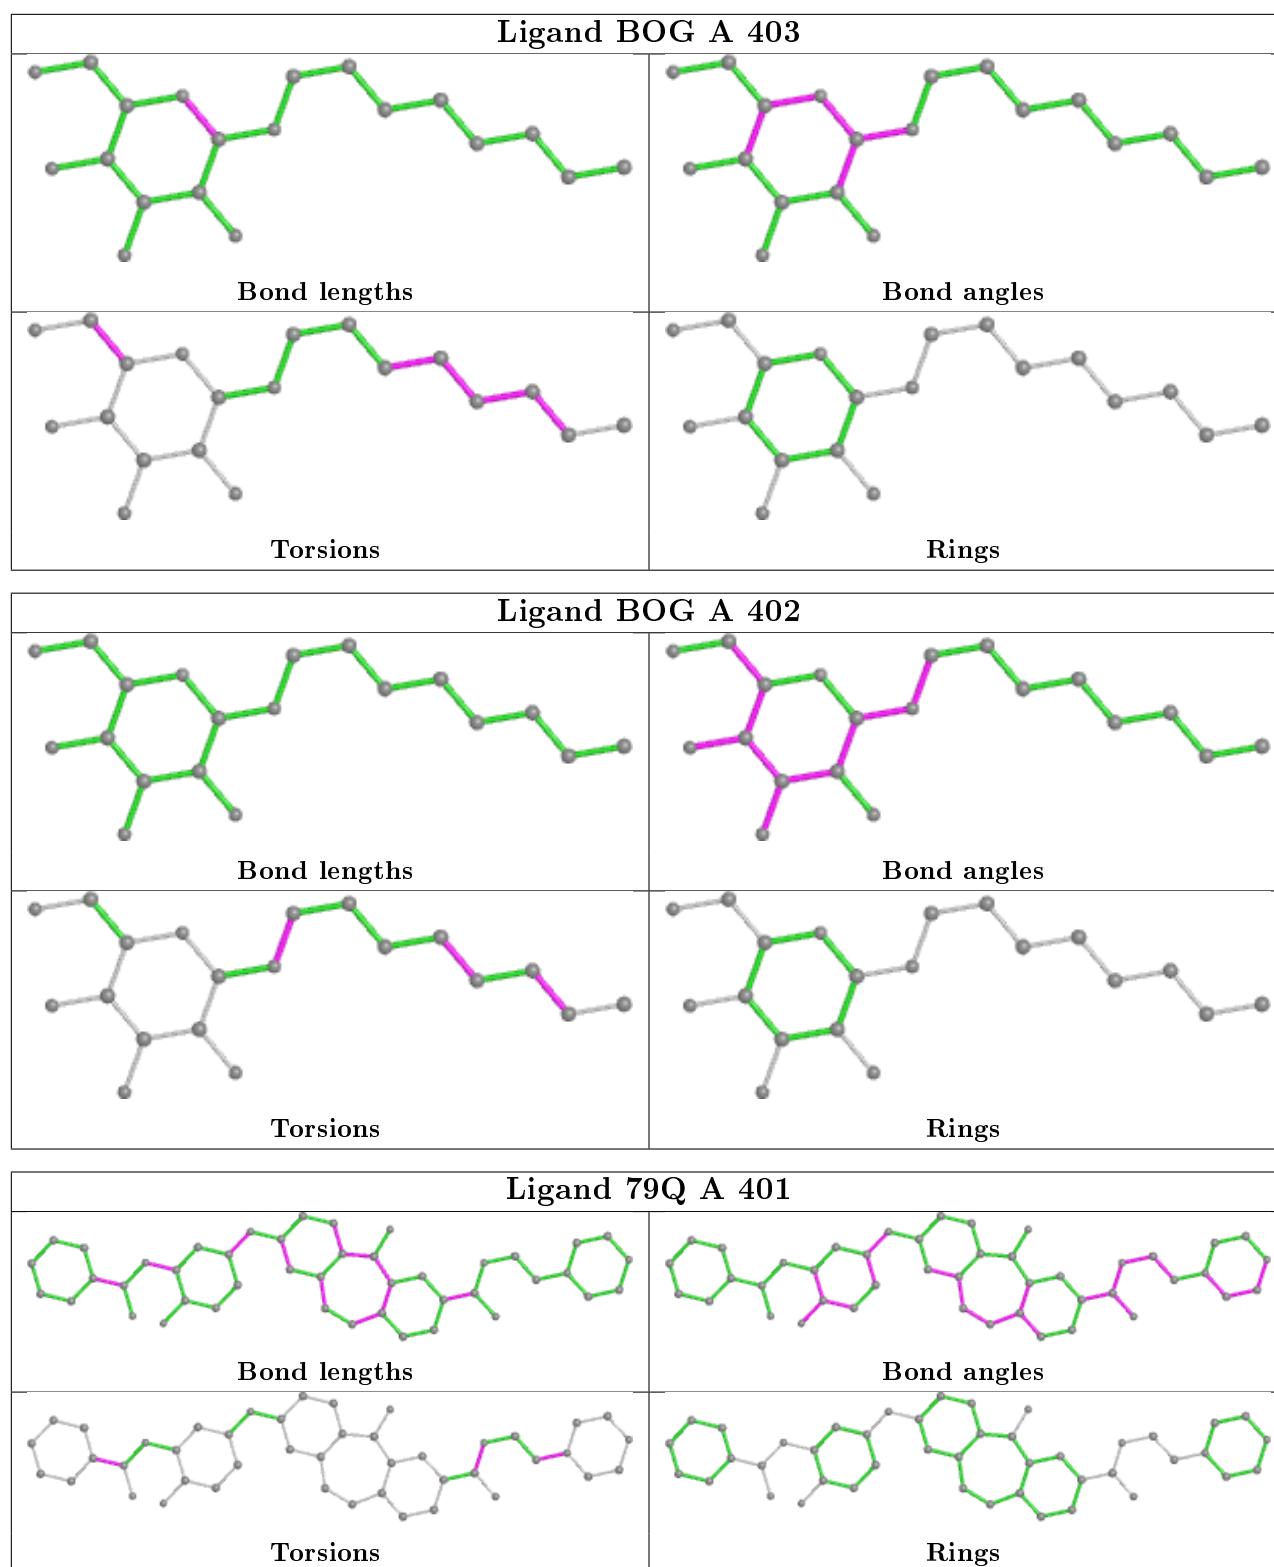 Ligand BOG A 403
Bond lengths
Bond angles
Torsions
Rings
Ligand BOG A 402
Bond lengths
Bond angles
Torsions
Rings
Ligand 79Q A 401
Bond lengths
Bond angles
Torsions
Rings